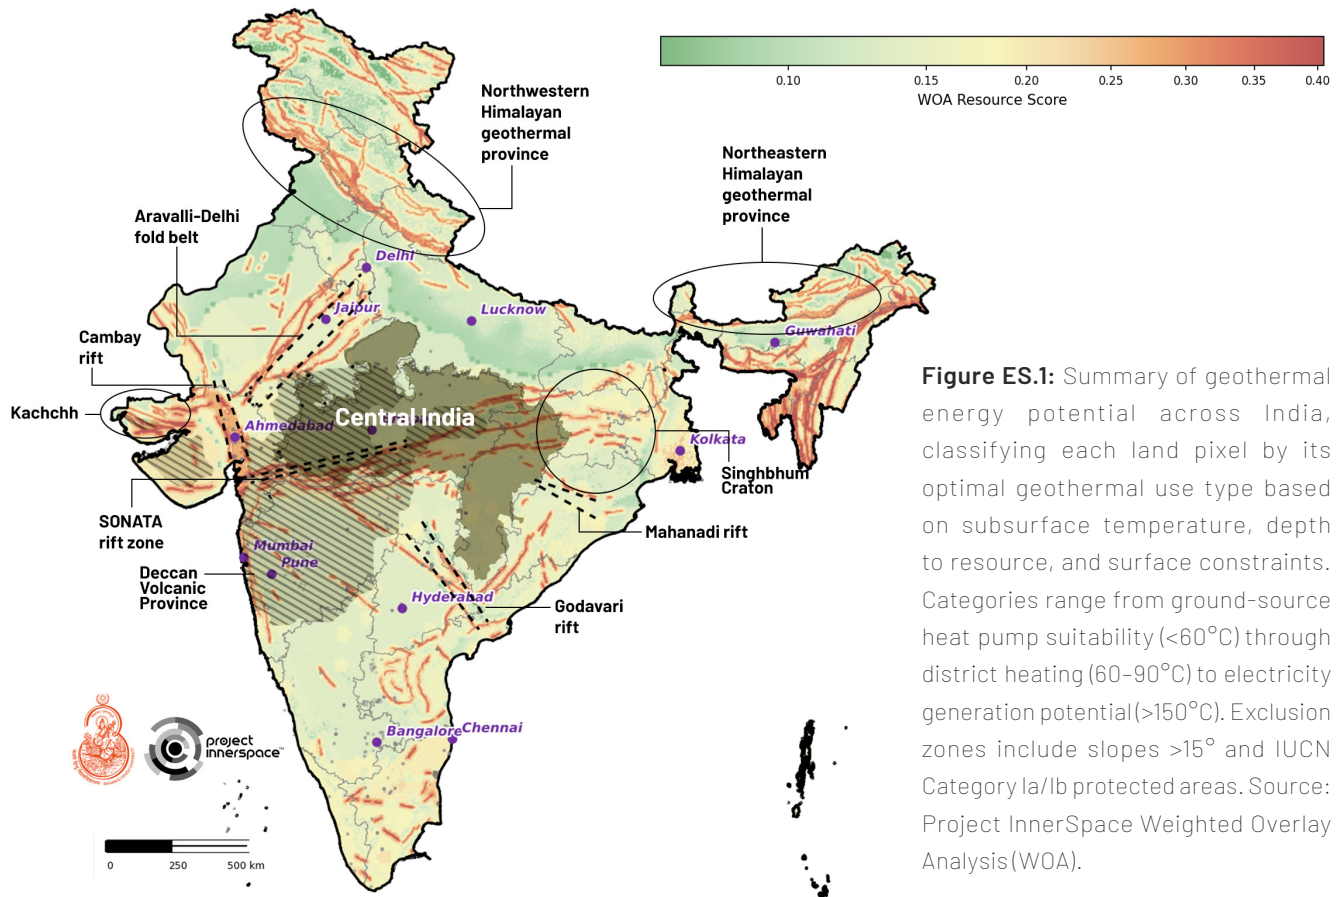 0.10
0.15
0.20
0.25
0.30
0.35
0.40
WOA Resource Score
Northwestern
Himalayan
geothermal
province
Northeastern
Himalayan
geothermal
province
Aravalli-Delhi
fold belt
Delhi
Jaipur
Lucknow
Guwahati
Cambay
rift
Kachchh
Ahmedabad
Central India
Kolkata
Singhbhum
Craton
SONATA
rift zone
Mahanadi rift
Mumbai
Pune
Deccan
Volcanic
Province
Hyderabad
Godavari
rift
Bangalore
Chennai
project
innerspace™
0
250
500 km
Figure ES.1: Summary of geothermal
energy potential across India,
classifying each land pixel by its
optimal geothermal use type based
on subsurface temperature, depth
to resource, and surface constraints.
Categories range from ground-source
heat pump suitability (<60°C) through
district heating (60–90°C) to electricity
generation potential (>150°C). Exclusion
zones include slopes >15° and IUCN
Category Ia/Ib protected areas. Source:
Project InnerSpace Weighted Overlay
Analysis (WOA).